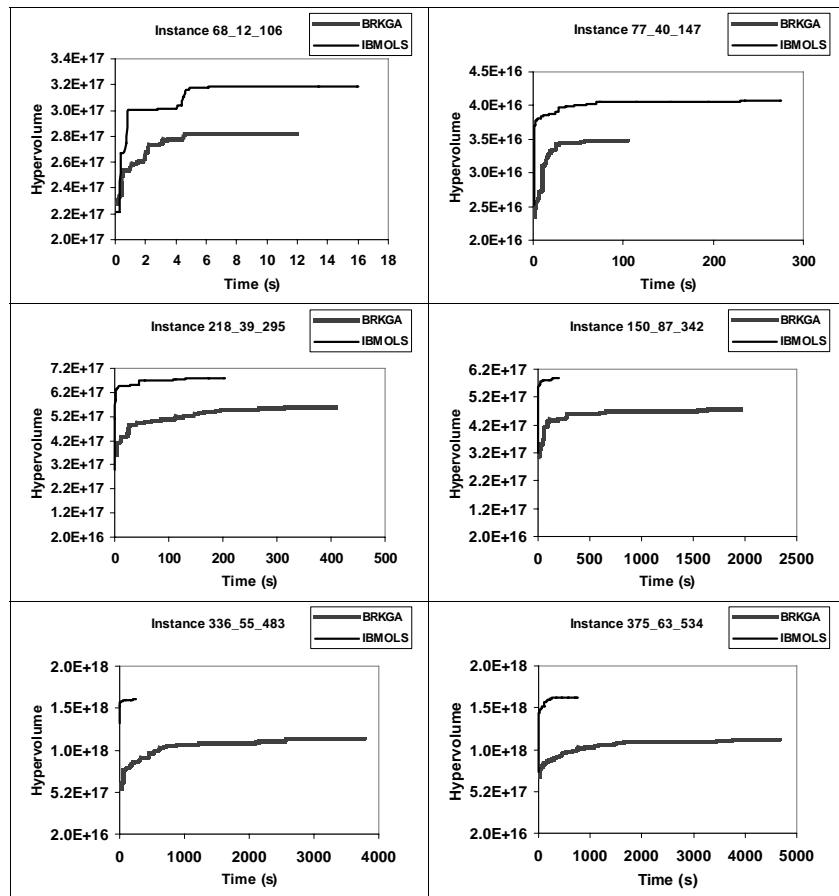 Instance 68_12_106
BRKGA
IBMOLS
Hypervolume
3.4E+17
3.2E+17
3.0E+17
2.8E+17
2.6E+17
2.4E+17
2.2E+17
2.0E+17
0 2 4 6 8 10 12 14 16 18
Time (s)
Instance 77_40_147
BRKGA
IBMOLS
Hypervolume
4.5E+16
4.0E+16
3.5E+16
3.0E+16
2.5E+16
2.0E+16
0 100 200 300
Time (s)
Instance 218_39_295
BRKGA
IBMOLS
Hypervolume
7.2E+17
6.2E+17
5.2E+17
4.2E+17
3.2E+17
2.2E+17
1.2E+17
2.0E+16
0 100 200 300 400 500
Time (s)
Instance 150_87_342
BRKGA
IBMOLS
Hypervolume
6.2E+17
5.2E+17
4.2E+17
3.2E+17
2.2E+17
1.2E+17
2.0E+16
0 500 1000 1500 2000 2500
Time (s)
Instance 336_55_483
BRKGA
IBMOLS
Hypervolume
2.0E+18
1.5E+18
1.0E+18
5.2E+17
2.0E+16
0 1000 2000 3000 4000
Time (s)
Instance 375_63_534
BRKGA
IBMOLS
Hypervolume
2.0E+18
1.5E+18
1.0E+18
5.2E+17
2.0E+16
0 1000 2000 3000 4000 5000
Time (s)